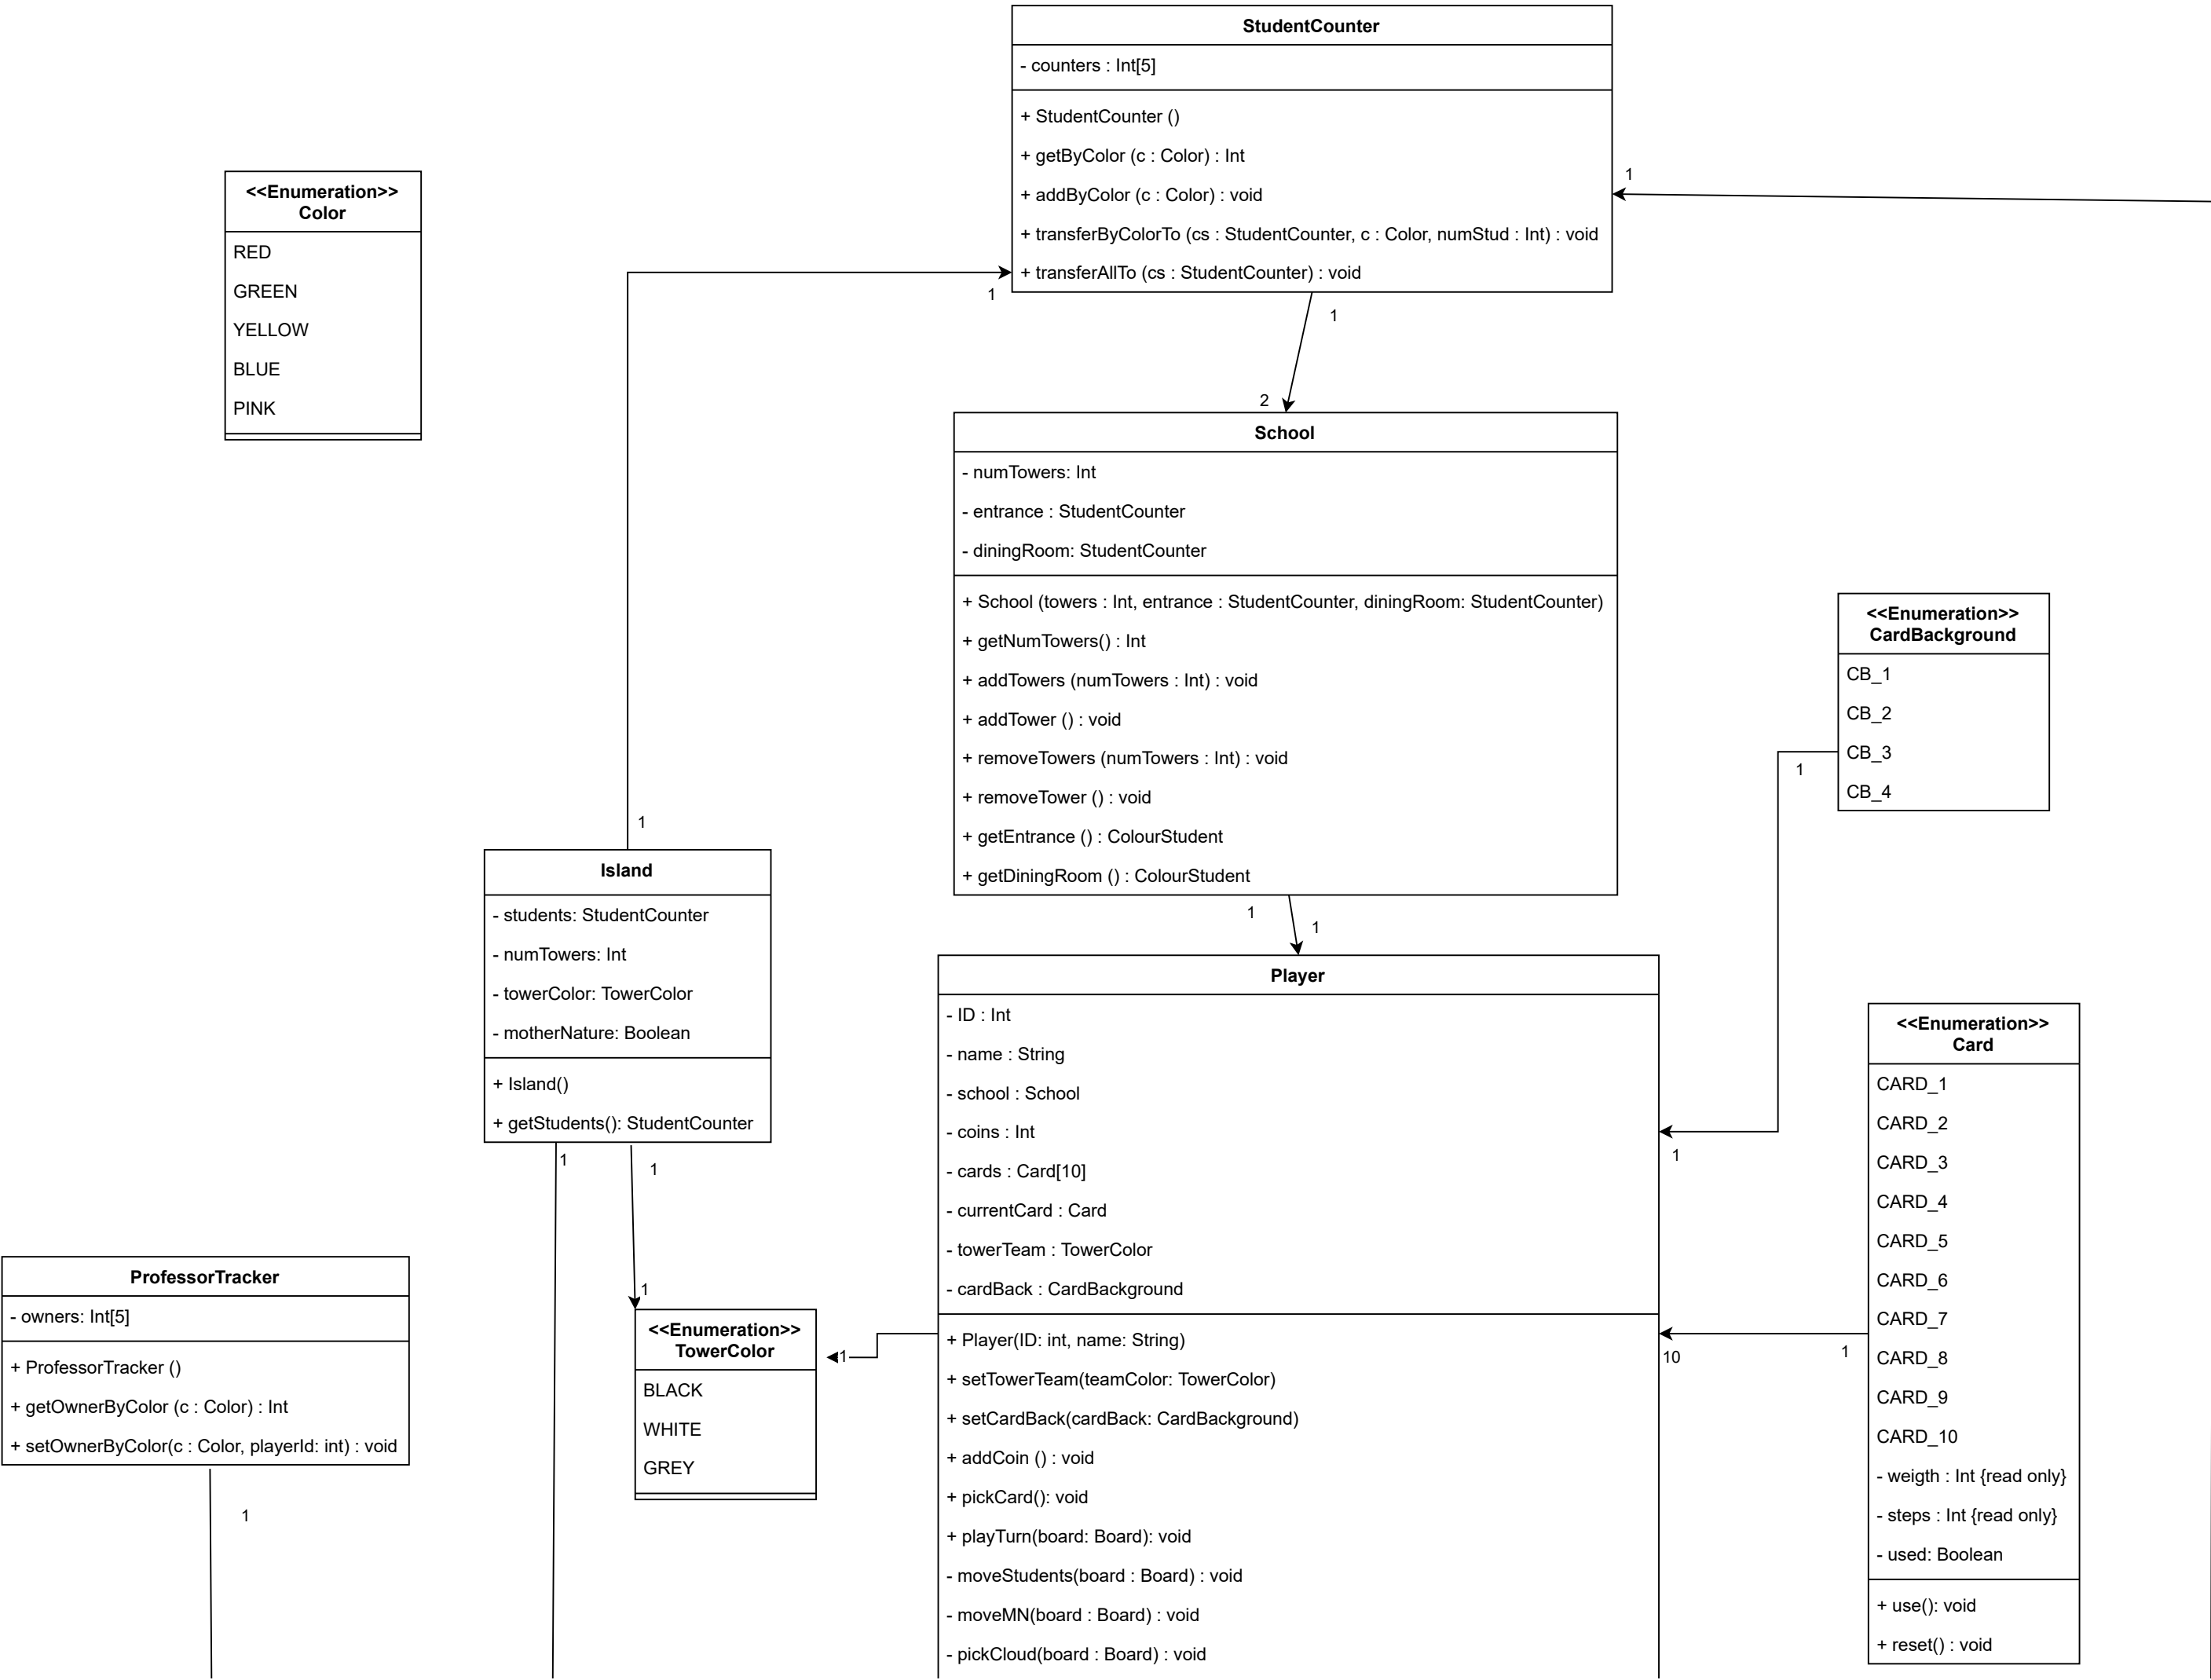 StudentCounter
- counters : Int[5]
+ StudentCounter ()
+ getByColor (c : Color) : Int
+ addByColor (c : Color) : void
+ transferByColorTo (cs : StudentCounter, c : Color, numStud : Int) : void
+ transferAllTo (cs : StudentCounter) : void
1
1
1
2
<<Enumeration>>
Color
RED
GREEN
YELLOW
BLUE
PINK
School
- numTowers: Int
- entrance : StudentCounter
- diningRoom: StudentCounter
+ School (towers : Int, entrance : StudentCounter, diningRoom: StudentCounter)
+ getNumTowers() : Int
+ addTowers (numTowers : Int) : void
+ addTower () : void
+ removeTowers (numTowers : Int) : void
+ removeTower () : void
+ getEntrance () : ColourStudent
+ getDiningRoom () : ColourStudent
1
1
<<Enumeration>>
CardBackground
CB_1
CB_2
CB_3
CB_4
1
1
1
Island
- students: StudentCounter
- numTowers: Int
- towerColor: TowerColor
- motherNature: Boolean
+ Island()
+ getStudents(): StudentCounter
1
1
1
Player
- ID : Int
- name : String
- school : School
- coins : Int
- cards : Card[10]
- currentCard : Card
- towerTeam : TowerColor
- cardBack : CardBackground
+ Player(ID: int, name: String)
+ setTowerTeam(teamColor: TowerColor)
+ setCardBack(cardBack: CardBackground)
+ addCoin () : void
+ pickCard(): void
+ playTurn(board: Board): void
- moveStudents(board : Board) : void
- moveMN(board : Board) : void
- pickCloud(board : Board) : void
1
10
1
<<Enumeration>>
Card
CARD_1
CARD_2
CARD_3
CARD_4
CARD_5
CARD_6
CARD_7
CARD_8
CARD_9
CARD_10
- weigth : Int {read only}
- steps : Int {read only}
- used: Boolean
+ use(): void
+ reset() : void
ProfessorTracker
- owners: Int[5]
+ ProfessorTracker ()
+ getOwnerByColor (c : Color) : Int
+ setOwnerByColor(c : Color, playerId: int) : void
1
<<Enumeration>>
TowerColor
BLACK
WHITE
GREY